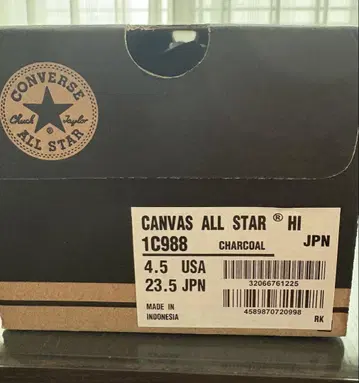 CONVERSE
Chuck Taylor
®
ALL STAR
CANVAS ALL STAR ® HI
1C988 CHARCOAL JPN
4.5 USA
23.5 JPN
32066761225
MADE IN
INDONESIA
4589870720998 RK